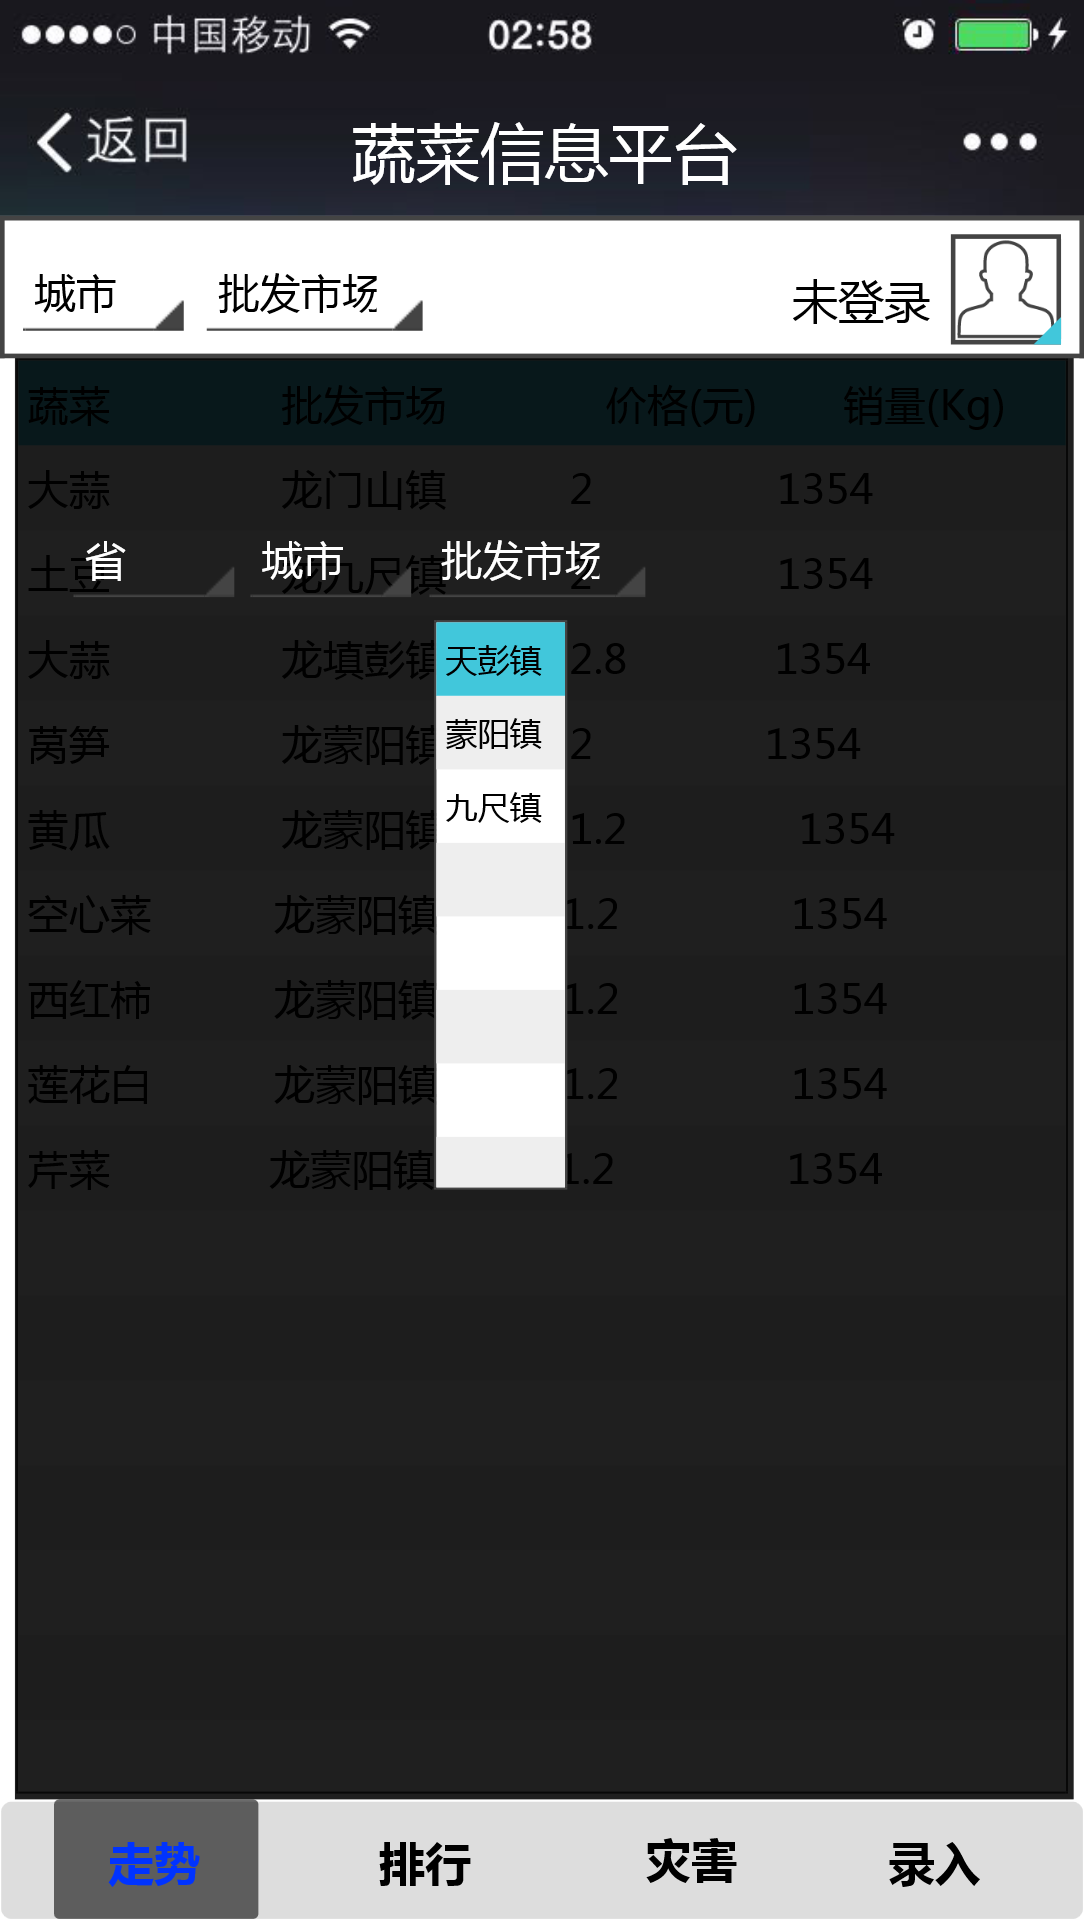 中国移动 02:58
返回 蔬菜信息平台
城市 批发市场 未登录
蔬菜 批发市场 价格(元) 销量(Kg)
大蒜 龙门山镇 2 1354
省 城市 批发市场
土豆 龙九尺镇 2 1354
大蒜 龙填彭镇 2.8 1354
天彭镇
莴笋 龙蒙阳镇 2 1354
蒙阳镇
黄瓜 龙蒙阳镇 1.2 1354
九尺镇
空心菜 龙蒙阳镇 1.2 1354
西红柿 龙蒙阳镇 1.2 1354
莲花白 龙蒙阳镇 1.2 1354
芹菜 龙蒙阳镇 1.2 1354
走势 排行 灾害 录入